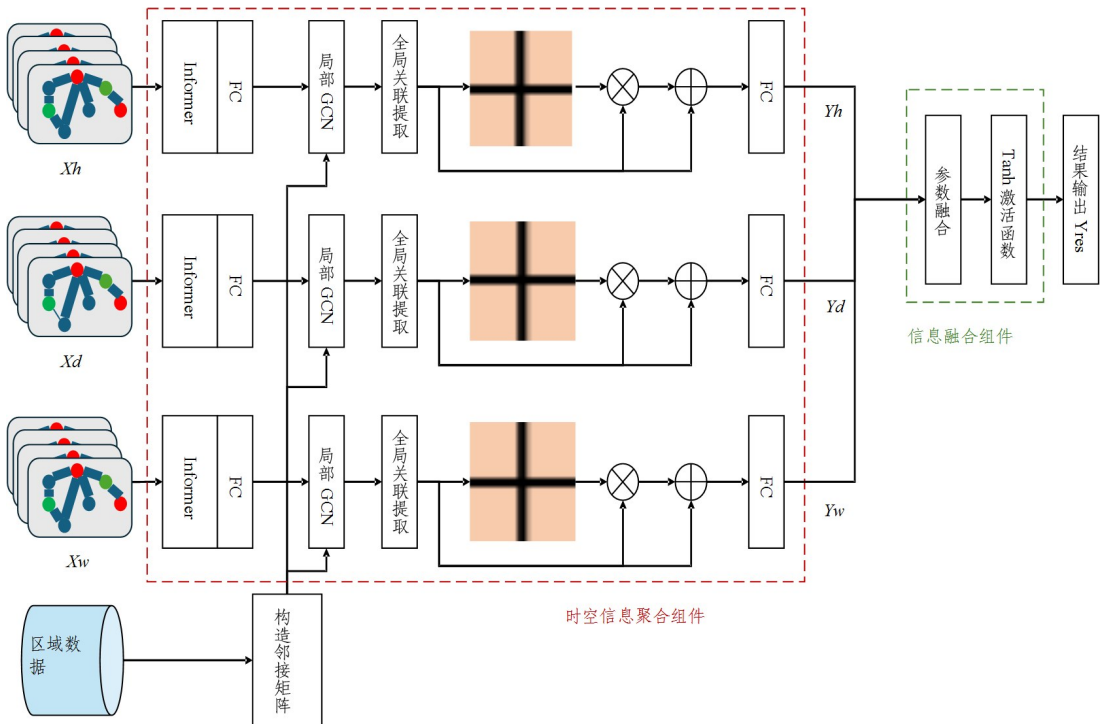 Informer
FC
局部 GCN
全局关联提取
FC
Xh
Yh
Informer
FC
局部 GCN
全局关联提取
FC
Xd
Yd
Informer
FC
局部 GCN
全局关联提取
FC
Xw
Yw
参数融合
Tanh 激活函数
结果输出 Yres
信息融合组件
时空信息聚合组件
区域数
据
构造邻接矩阵